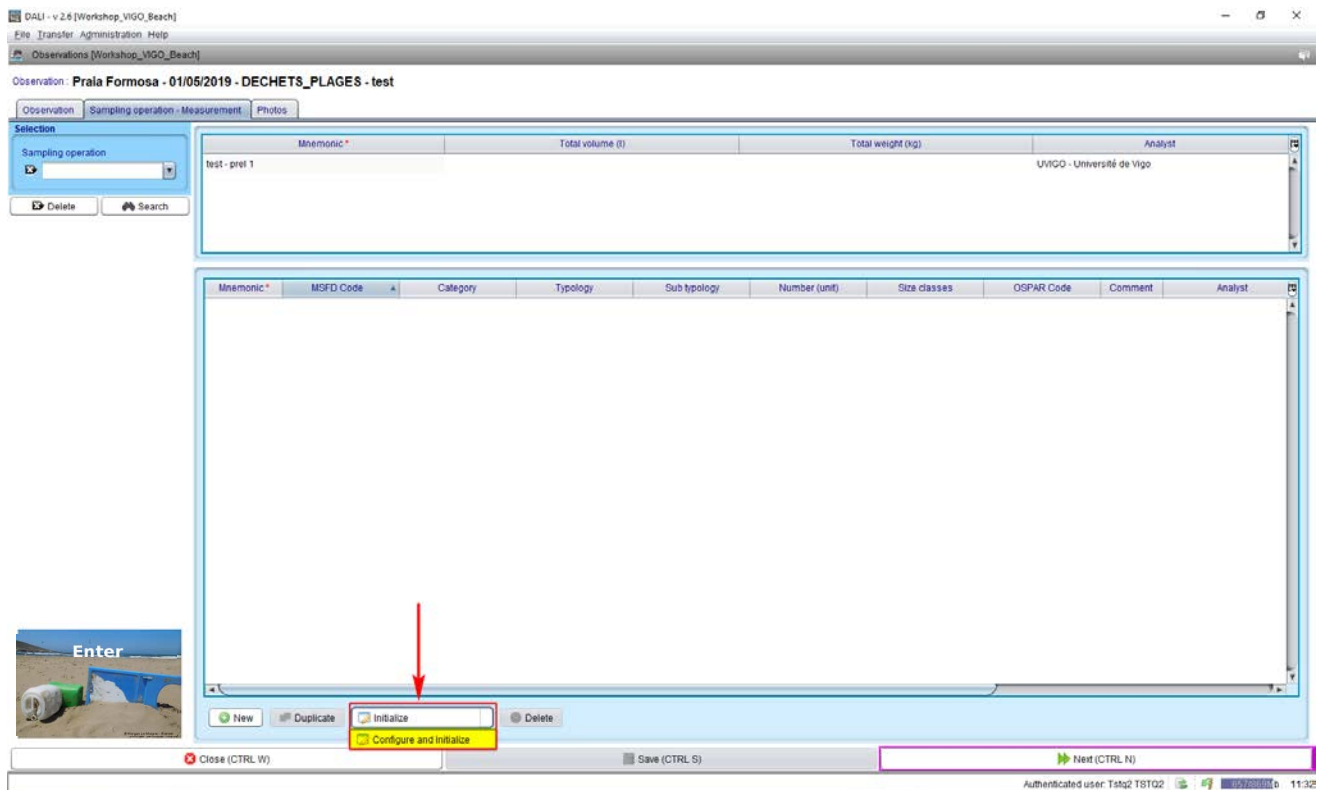 DALI - v 2.6 [Workshop_VIGO_Beach]
File Transfer Administration Help
Observations [Workshop_VIGO_Beach]
Observation : Praia Formosa - 01/05/2019 - DECHETS_PLAGES - test
Observation Sampling operation - Measurement Photos
Selection
Sampling operation
Delete Search
Mnemonic * Total volume (l) Total weight (kg) Analyst
test - prel 1 UVIGO - Université de Vigo
Mnemonic * MSFD Code Category Typology Sub typology Number (unit) Size classes OSPAR Code Comment Analyst
Enter
New Duplicate Initialize Delete
Configure and Initialize
Close (CTRL W) Save (CTRL S) Next (CTRL N)
Authenticated user: Tstq2 TSTQ2 11:32